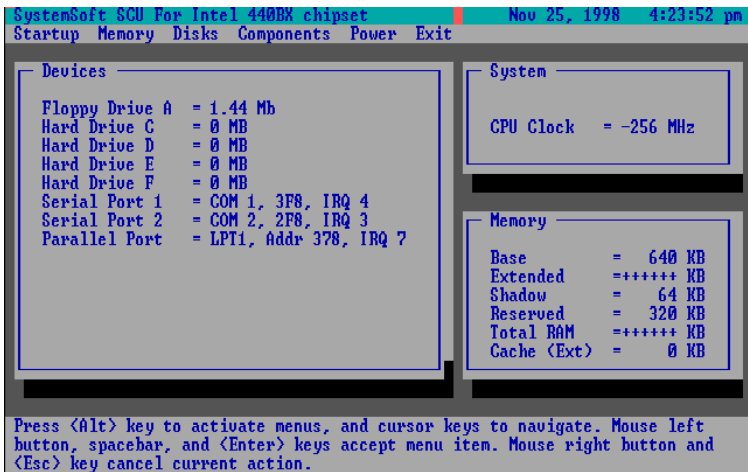 SystemSoft SCU For Intel 440BX chipset Nov 25, 1998 4:23:52 pm
Startup Memory Disks Components Power Exit
Devices
Floppy Drive A = 1.44 Mb
Hard Drive C = 0 MB
Hard Drive D = 0 MB
Hard Drive E = 0 MB
Hard Drive F = 0 MB
Serial Port 1 = COM 1, 3F8, IRQ 4
Serial Port 2 = COM 2, 2F8, IRQ 3
Parallel Port = LPT1, Addr 378, IRQ 7
System
CPU Clock = -256 MHz
Memory
Base = 640 KB
Extended =++++++ KB
Shadow = 64 KB
Reserved = 320 KB
Total RAM =++++++ KB
Cache (Ext) = 0 KB
Press <Alt> key to activate menus, and cursor keys to navigate. Mouse left
button, spacebar, and <Enter> keys accept menu item. Mouse right button and
<Esc> key cancel current action.